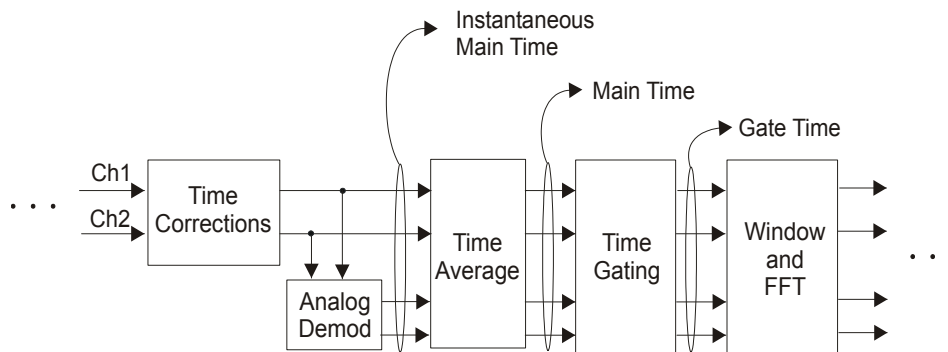 Instantaneous
Main Time
Main Time
Gate Time
Ch1
Ch2
Time
Corrections
Analog
Demod
Time
Average
Time
Gating
Window
and
FFT